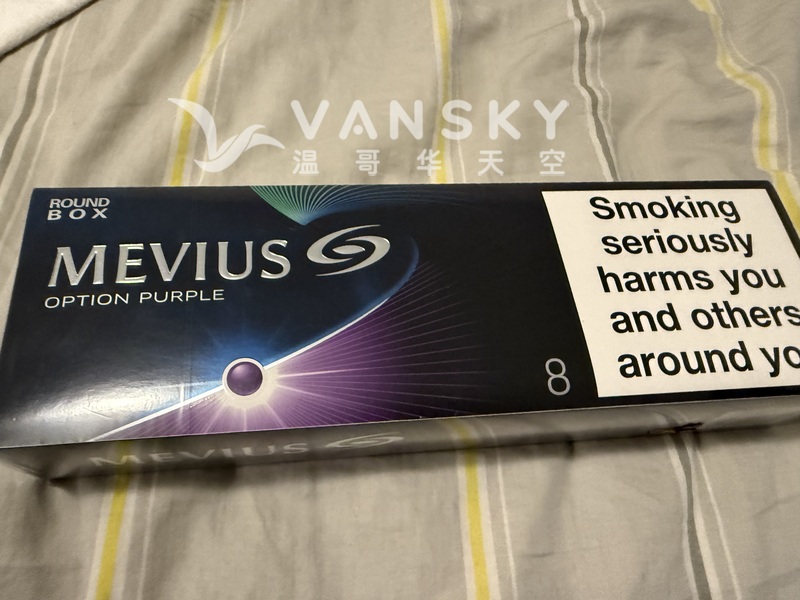 VANSKY
温哥华天空
ROUND
BOX
MEVIUS
OPTION PURPLE
8
Smoking
seriously
harms you
and others
around yo
MEVIUS